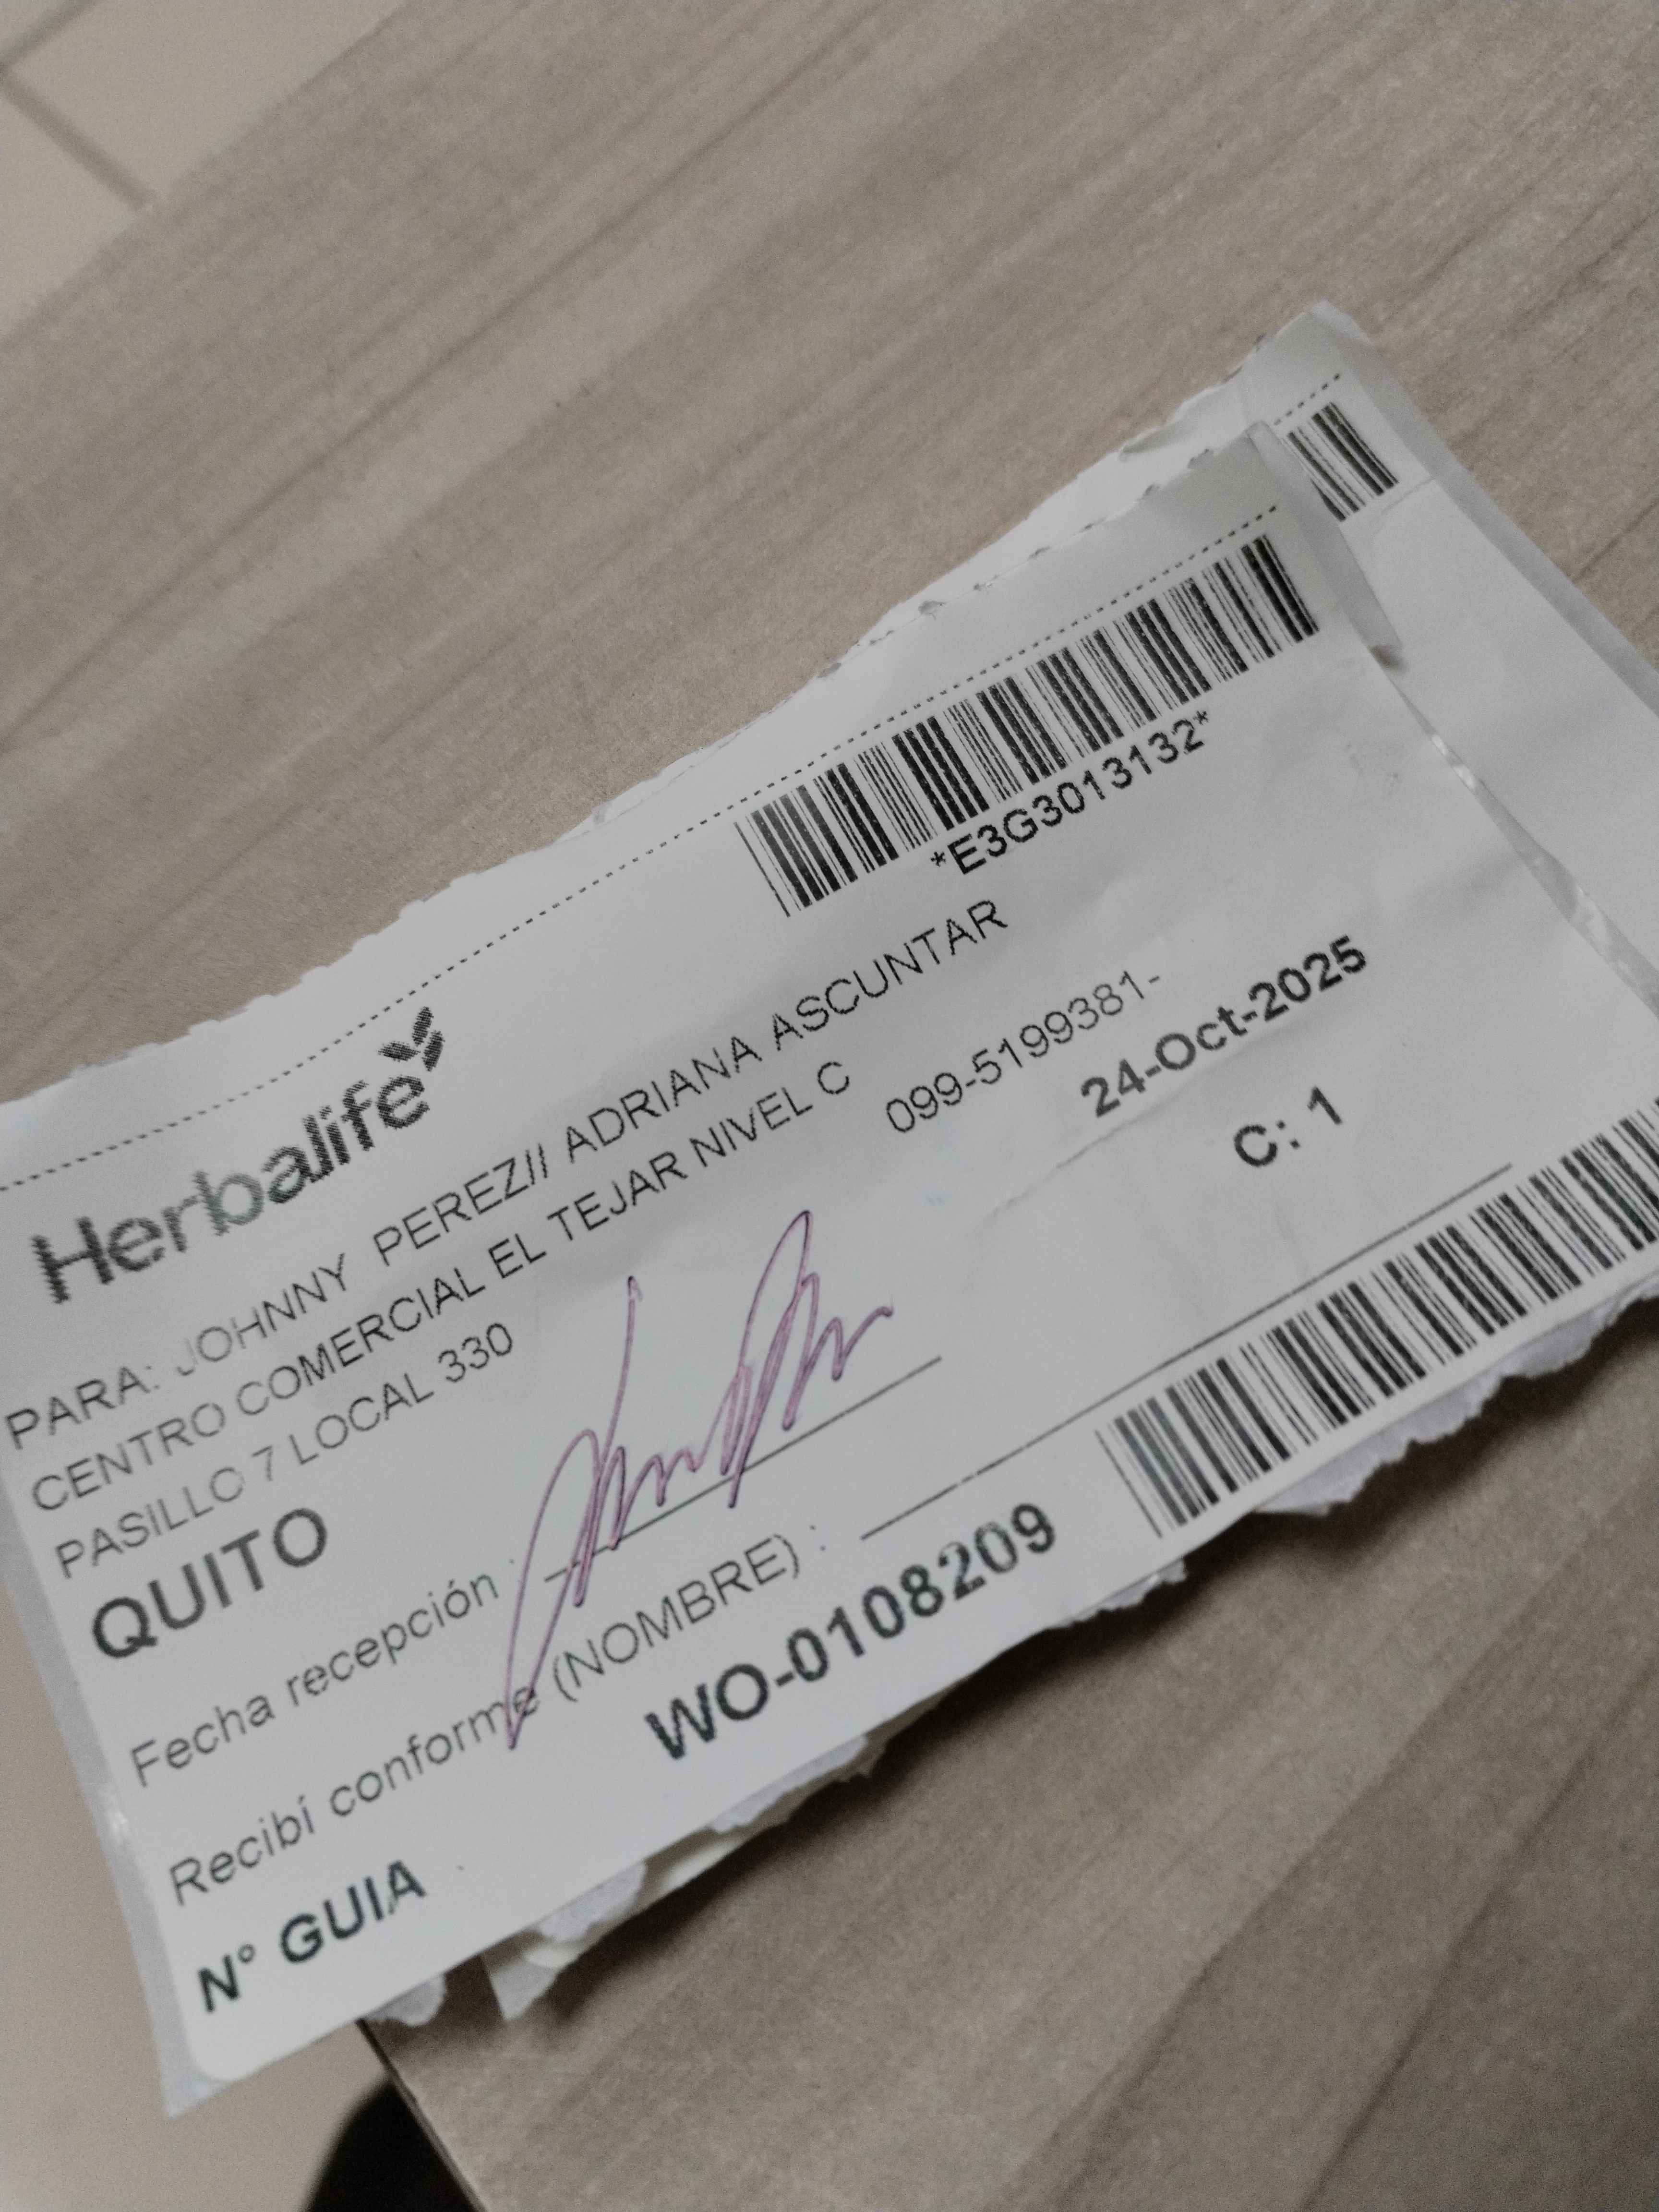 *E3G3013132*
Herbalife
PARA: JOHNNY PEREZ// ADRIANA ASCUNTAR
CENTRO COMERCIAL EL TEJAR NIVEL C
PASILLO 7 LOCAL 330
099-5199381-
QUITO
24-Oct-2025
Fecha recepción :
C: 1
Recibí conforme (NOMBRE) :
N° GUIA
WO-0108209